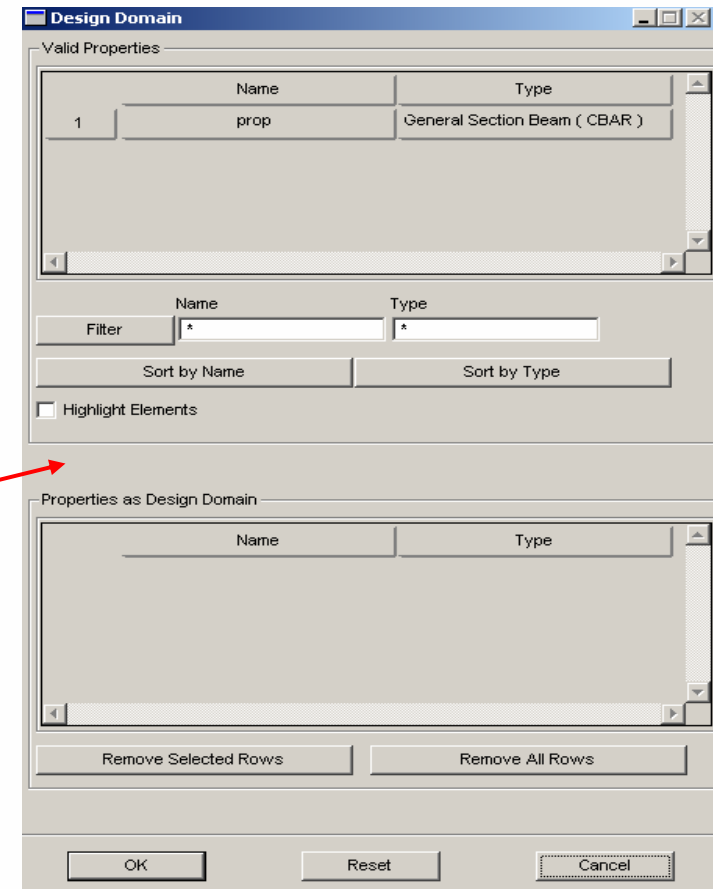 Design Domain
Valid Properties
Name Type
1 prop General Section Beam ( CBAR )
Name Type
Filter * *
Sort by Name Sort by Type
Highlight Elements
Properties as Design Domain
Name Type
Remove Selected Rows Remove All Rows
OK Reset Cancel